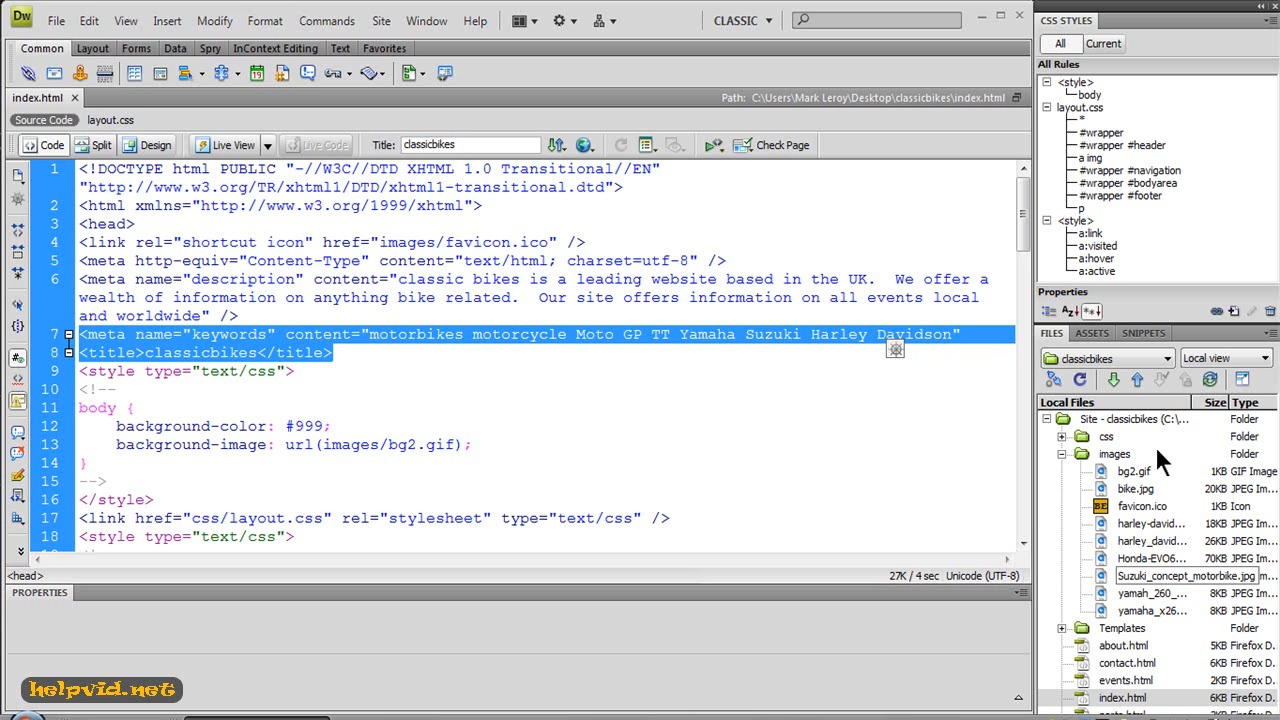 Dw File Edit View Insert Modify Format Commands Site Window Help CLASSIC
Common Layout Forms Data Spry InContext Editing Text Favorites
index.html Path: C:\Users\Mark Leroy\Desktop\classicbikes\index.html
Source Code layout.css
Code Split Design Live View Live Code Title: classicbikes Check Page
1 <!DOCTYPE html PUBLIC "-//W3C//DTD XHTML 1.0 Transitional//EN"
"http://www.w3.org/TR/xhtml1/DTD/xhtml1-transitional.dtd">
2 <html xmlns="http://www.w3.org/1999/xhtml">
3 <head>
4 <link rel="shortcut icon" href="images/favicon.ico" />
5 <meta http-equiv="Content-Type" content="text/html; charset=utf-8" />
6 <meta name="description" content="classic bikes is a leading website based in the UK.  We offer a
wealth of information on anything bike related.  Our site offers information on all events local
and worldwide" />
7 <meta name="keywords" content="motorbikes motorcycle Moto GP TT Yamaha Suzuki Harley Davidson"
8 <title>classicbikes</title>
9 <style type="text/css">
10 <!--
11 body {
12     background-color: #999;
13     background-image: url(images/bg2.gif);
14 }
15 -->
16 </style>
17 <link href="css/layout.css" rel="stylesheet" type="text/css" />
18 <style type="text/css">
<head> 27K / 4 sec Unicode (UTF-8)
PROPERTIES
helpvid.net
CSS STYLES
All Current
All Rules
<style>
body
layout.css
*
#wrapper
#wrapper #header
a img
#wrapper #navigation
#wrapper #bodyarea
#wrapper #footer
p
<style>
a:link
a:visited
a:hover
a:active
Properties
FILES ASSETS SNIPPETS
classicbikes Local view
Local Files Size Type
Site - classicbikes (C:\... Folder
css Folder
images Folder
bg2.gif 1KB GIF Image
bike.jpg 20KB JPEG Im...
favicon.ico 1KB Icon
harley-david... 18KB JPEG Im...
harley_david... 26KB JPEG Im...
Honda-EVO6... 70KB JPEG Im...
Suzuki_concept_motorbike.jpg m...
yamah_260_... 8KB JPEG Im...
yamaha_x26... 8KB JPEG Im...
Templates Folder
about.html 5KB Firefox D...
contact.html 6KB Firefox D...
events.html 6KB Firefox D...
index.html 6KB Firefox D...